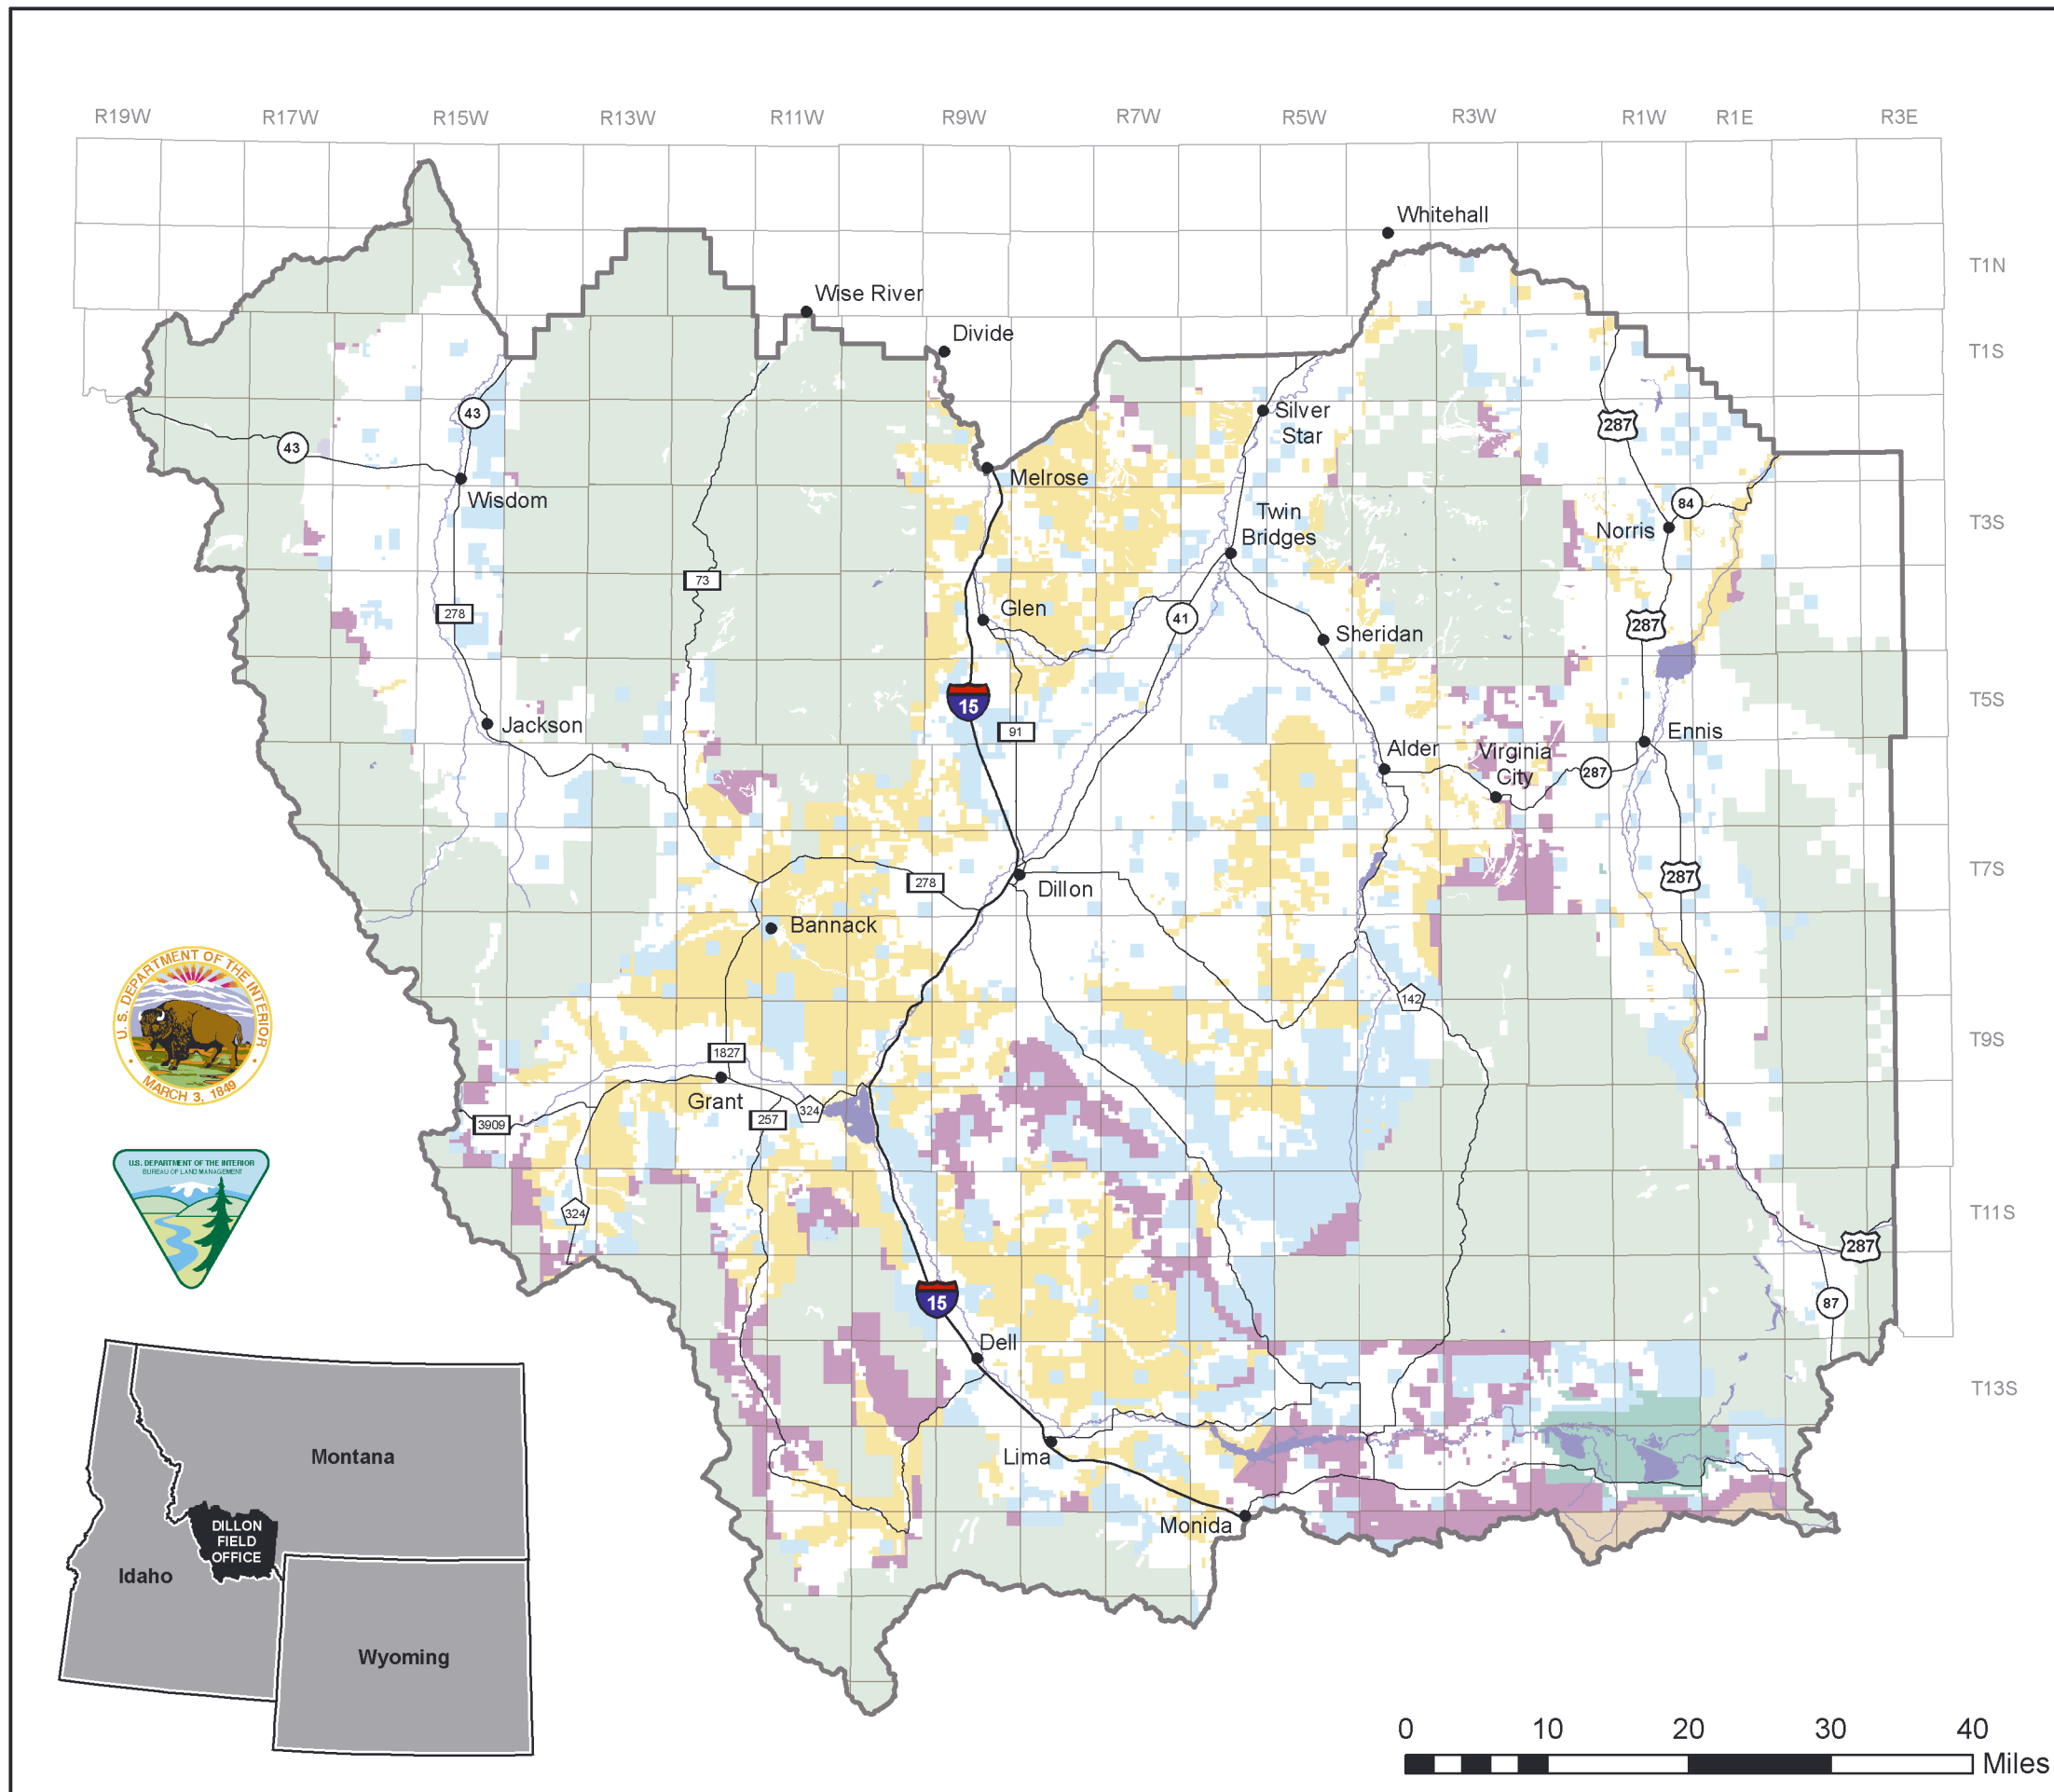 R19W R17W R15W R13W R11W R9W R7W R5W R3W R1W R1E R3E
Whitehall
T1N
Wise River
Divide
T1S
43
Silver
Star
287
43
Melrose
Wisdom
84
Twin
Bridges
Norris
T3S
73
278
Glen
41
287
Sheridan
15
T5S
Jackson
91
Ennis
Alder
Virginia
City
287
278
Dillon
287
T7S
Bannack
142
U. S. DEPARTMENT OF THE INTERIOR
MARCH 3, 1849
1827
T9S
Grant
324
257
3909
U.S. DEPARTMENT OF THE INTERIOR
BUREAU OF LAND MANAGEMENT
324
T11S
287
15
87
Dell
T13S
Lima
Montana
Monida
DILLON
FIELD
OFFICE
Idaho
Wyoming
0 10 20 30 40
Miles